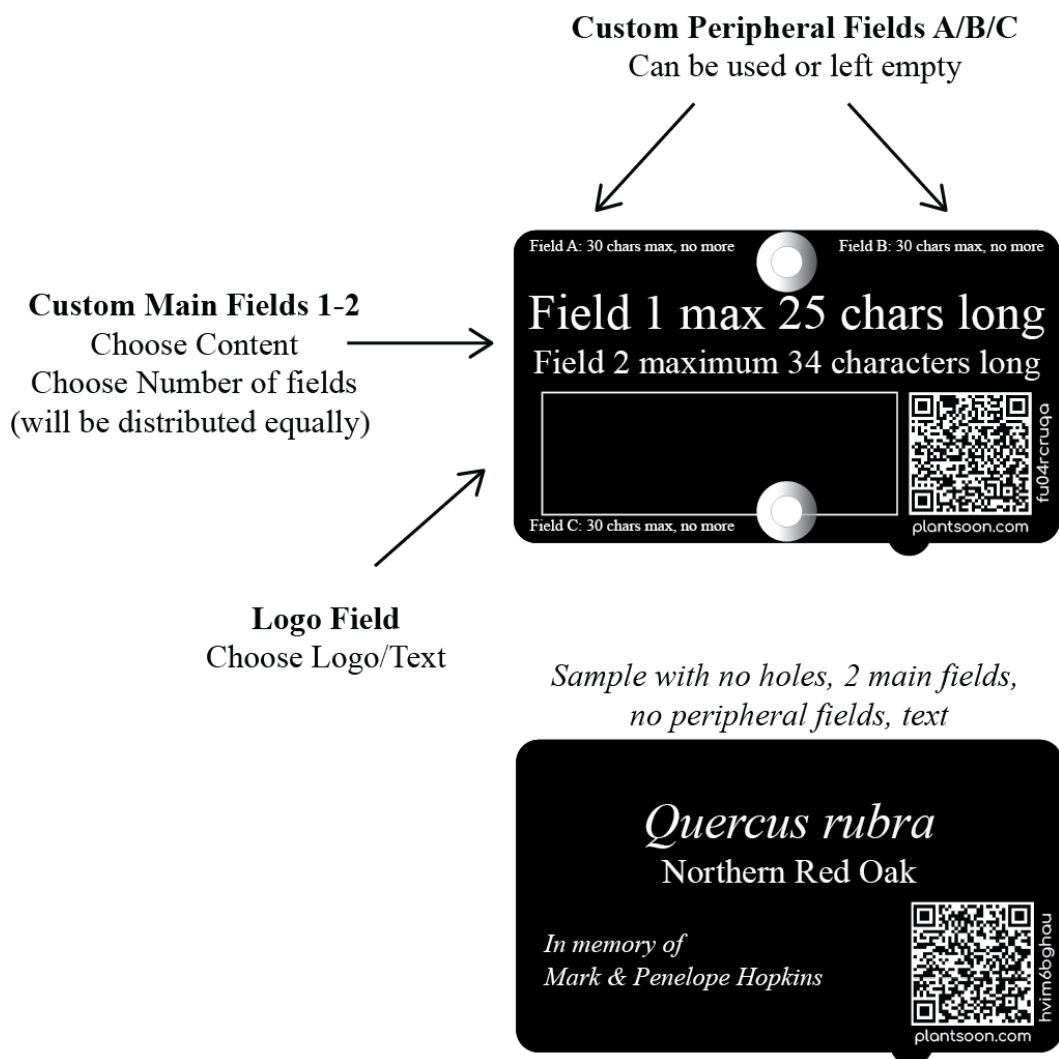 Custom Peripheral Fields A/B/C
Can be used or left empty
Field A: 30 chars max, no more
Field B: 30 chars max, no more
Custom Main Fields 1-2
Choose Content
Choose Number of fields
(will be distributed equally)
Field 1 max 25 chars long
Field 2 maximum 34 characters long
fu04rcruqa
Field C: 30 chars max, no more
plantsoon.com
Logo Field
Choose Logo/Text
Sample with no holes, 2 main fields,
no peripheral fields, text
Quercus rubra
Northern Red Oak
In memory of
Mark & Penelope Hopkins
hvim6bghau
plantsoon.com